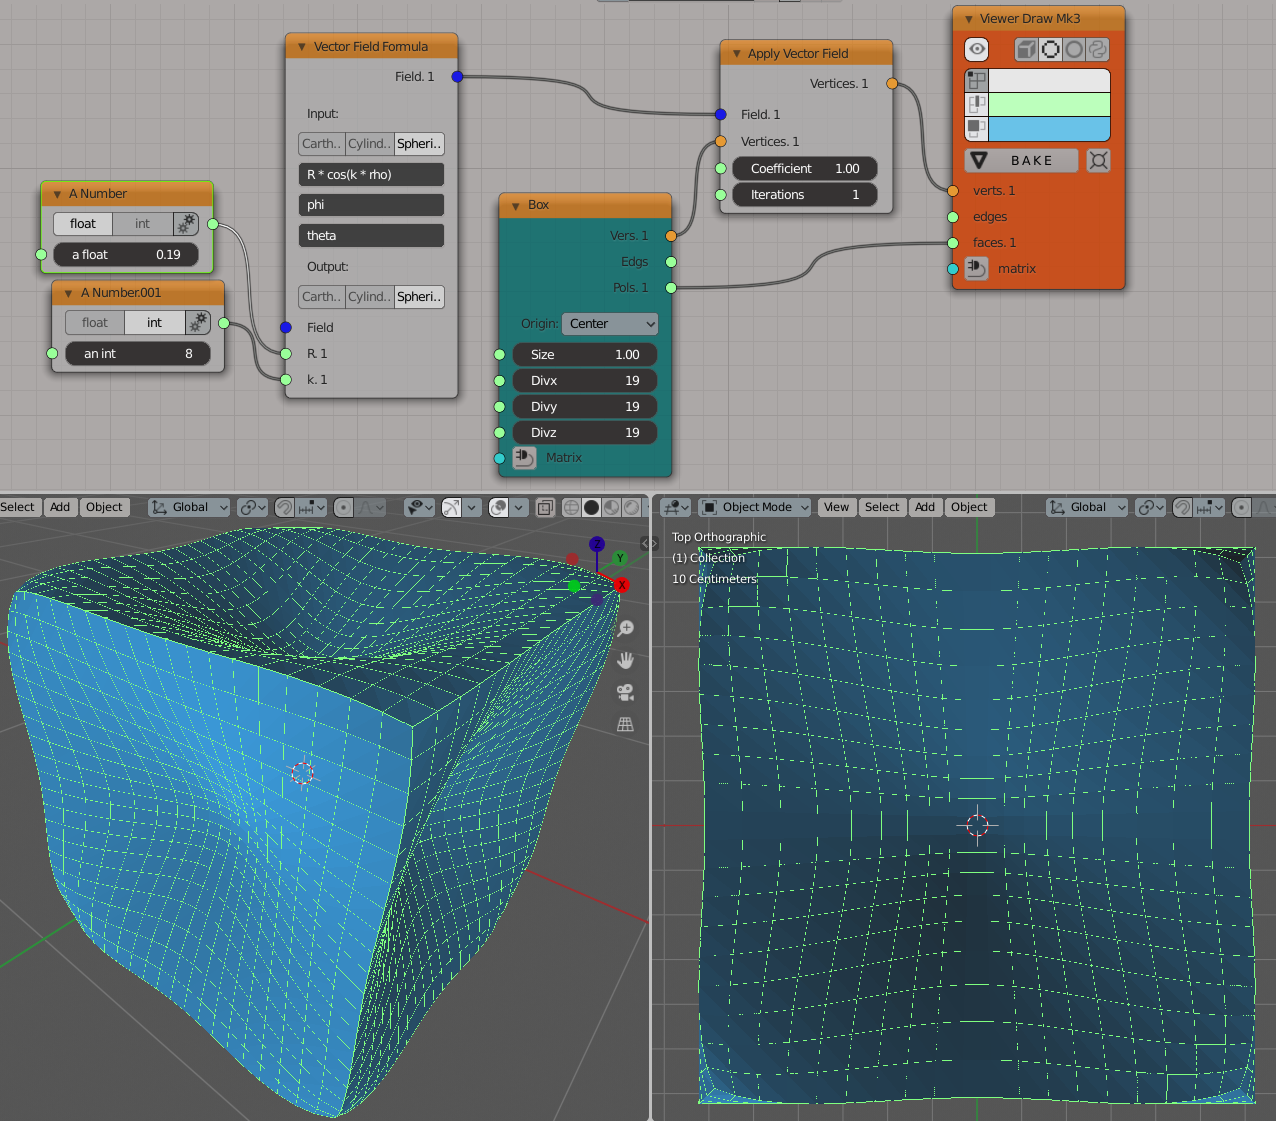 Vector Field Formula
Field. 1
Input:
Carth.. Cylind.. Spheri..
R * cos(k * rho)
phi
theta
Output:
Carth.. Cylind.. Spheri..
Field
R. 1
k. 1
A Number
float int
a float 0.19
A Number.001
float int
an int 8
Box
Vers. 1
Edgs
Pols. 1
Origin: Center
Size 1.00
Divx 19
Divy 19
Divz 19
Matrix
Apply Vector Field
Vertices. 1
Field. 1
Vertices. 1
Coefficient 1.00
Iterations 1
Viewer Draw Mk3
BAKE
verts. 1
edges
faces. 1
matrix
Select Add Object Global
Z
Y
X
Object Mode View Select Add Object Global
Top Orthographic
(1) Collection
10 Centimeters